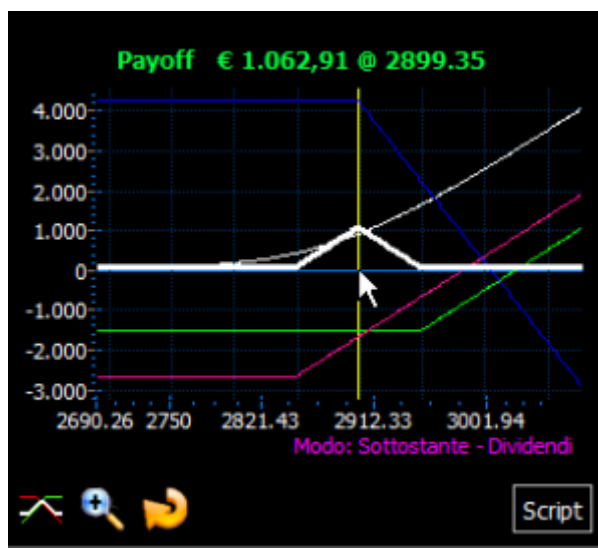 Payoff € 1.062,91 @ 2899.35
4.000
3.000
2.000
1.000
0
-1.000
-2.000
-3.000
2690.26 2750 2821.43 2912.33 3001.94
Modo: Sottostante - Dividendi
Script